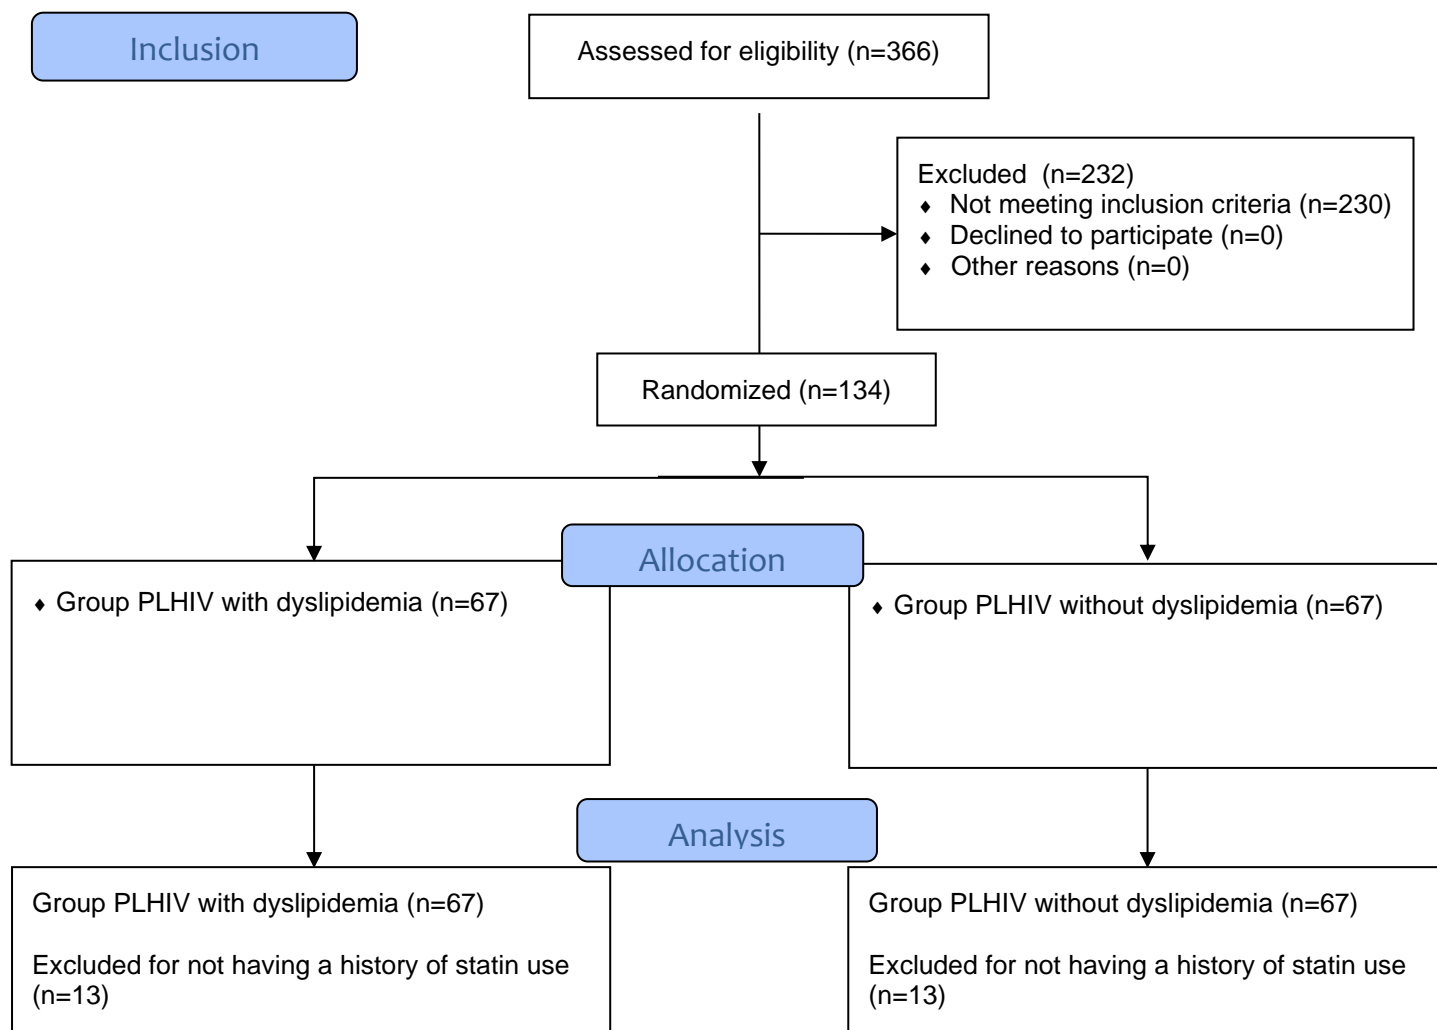 Inclusion
Assessed for eligibility (n=366)
Excluded  (n=232)
♦ Not meeting inclusion criteria (n=230)
♦ Declined to participate (n=0)
♦ Other reasons (n=0)
Randomized (n=134)
Allocation
♦ Group PLHIV with dyslipidemia (n=67)
♦ Group PLHIV without dyslipidemia (n=67)
Analysis
Group PLHIV with dyslipidemia (n=67)
Excluded for not having a history of statin use
(n=13)
Group PLHIV without dyslipidemia (n=67)
Excluded for not having a history of statin use
(n=13)